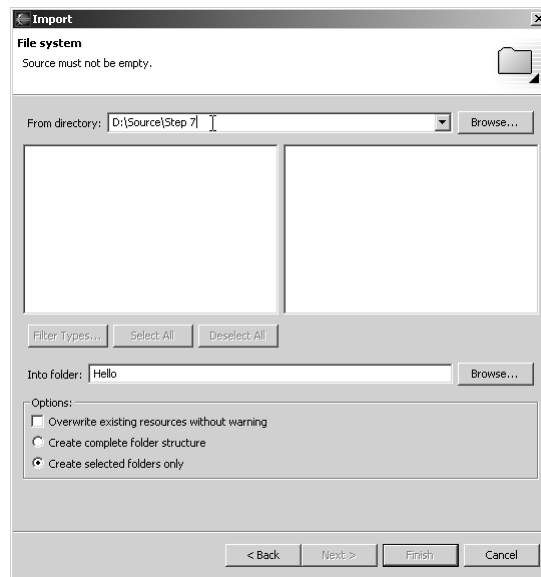 Import
File system
Source must not be empty.
From directory: D:\Source\Step 7 Browse...
Filter Types... Select All Deselect All
Into folder: Hello Browse...
Options:
Overwrite existing resources without warning
Create complete folder structure
Create selected folders only
< Back Next > Finish Cancel